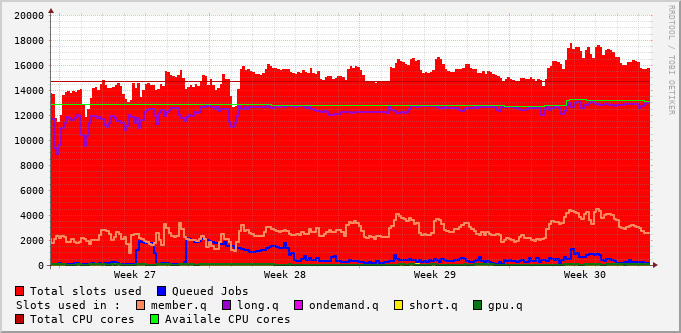 20000
18000
16000
14000
12000
10000
8000
6000
4000
2000
0
Week 27 Week 28 Week 29 Week 30
RRDTOOL / TOBI OETIKER
Total slots used Queued Jobs
Slots used in : member.q long.q ondemand.q short.q gpu.q
Total CPU cores Availale CPU cores